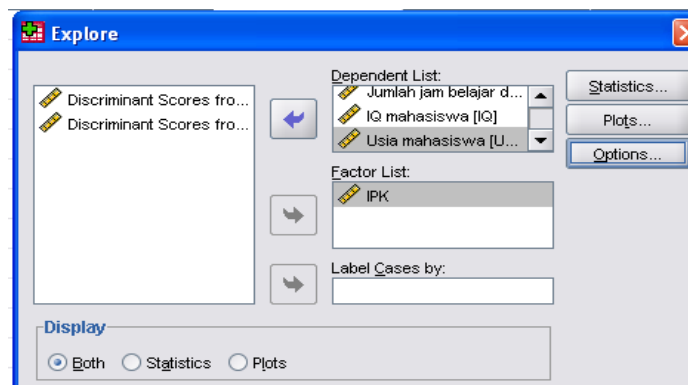 Explore
Discriminant Scores fro...
Discriminant Scores fro...
Dependent List:
Jumlah jam belajar d...
IQ mahasiswa [IQ]
Usia mahasiswa [U...
Factor List:
IPK
Label Cases by:
Statistics...
Plots...
Options...
Display
Both
Statistics
Plots